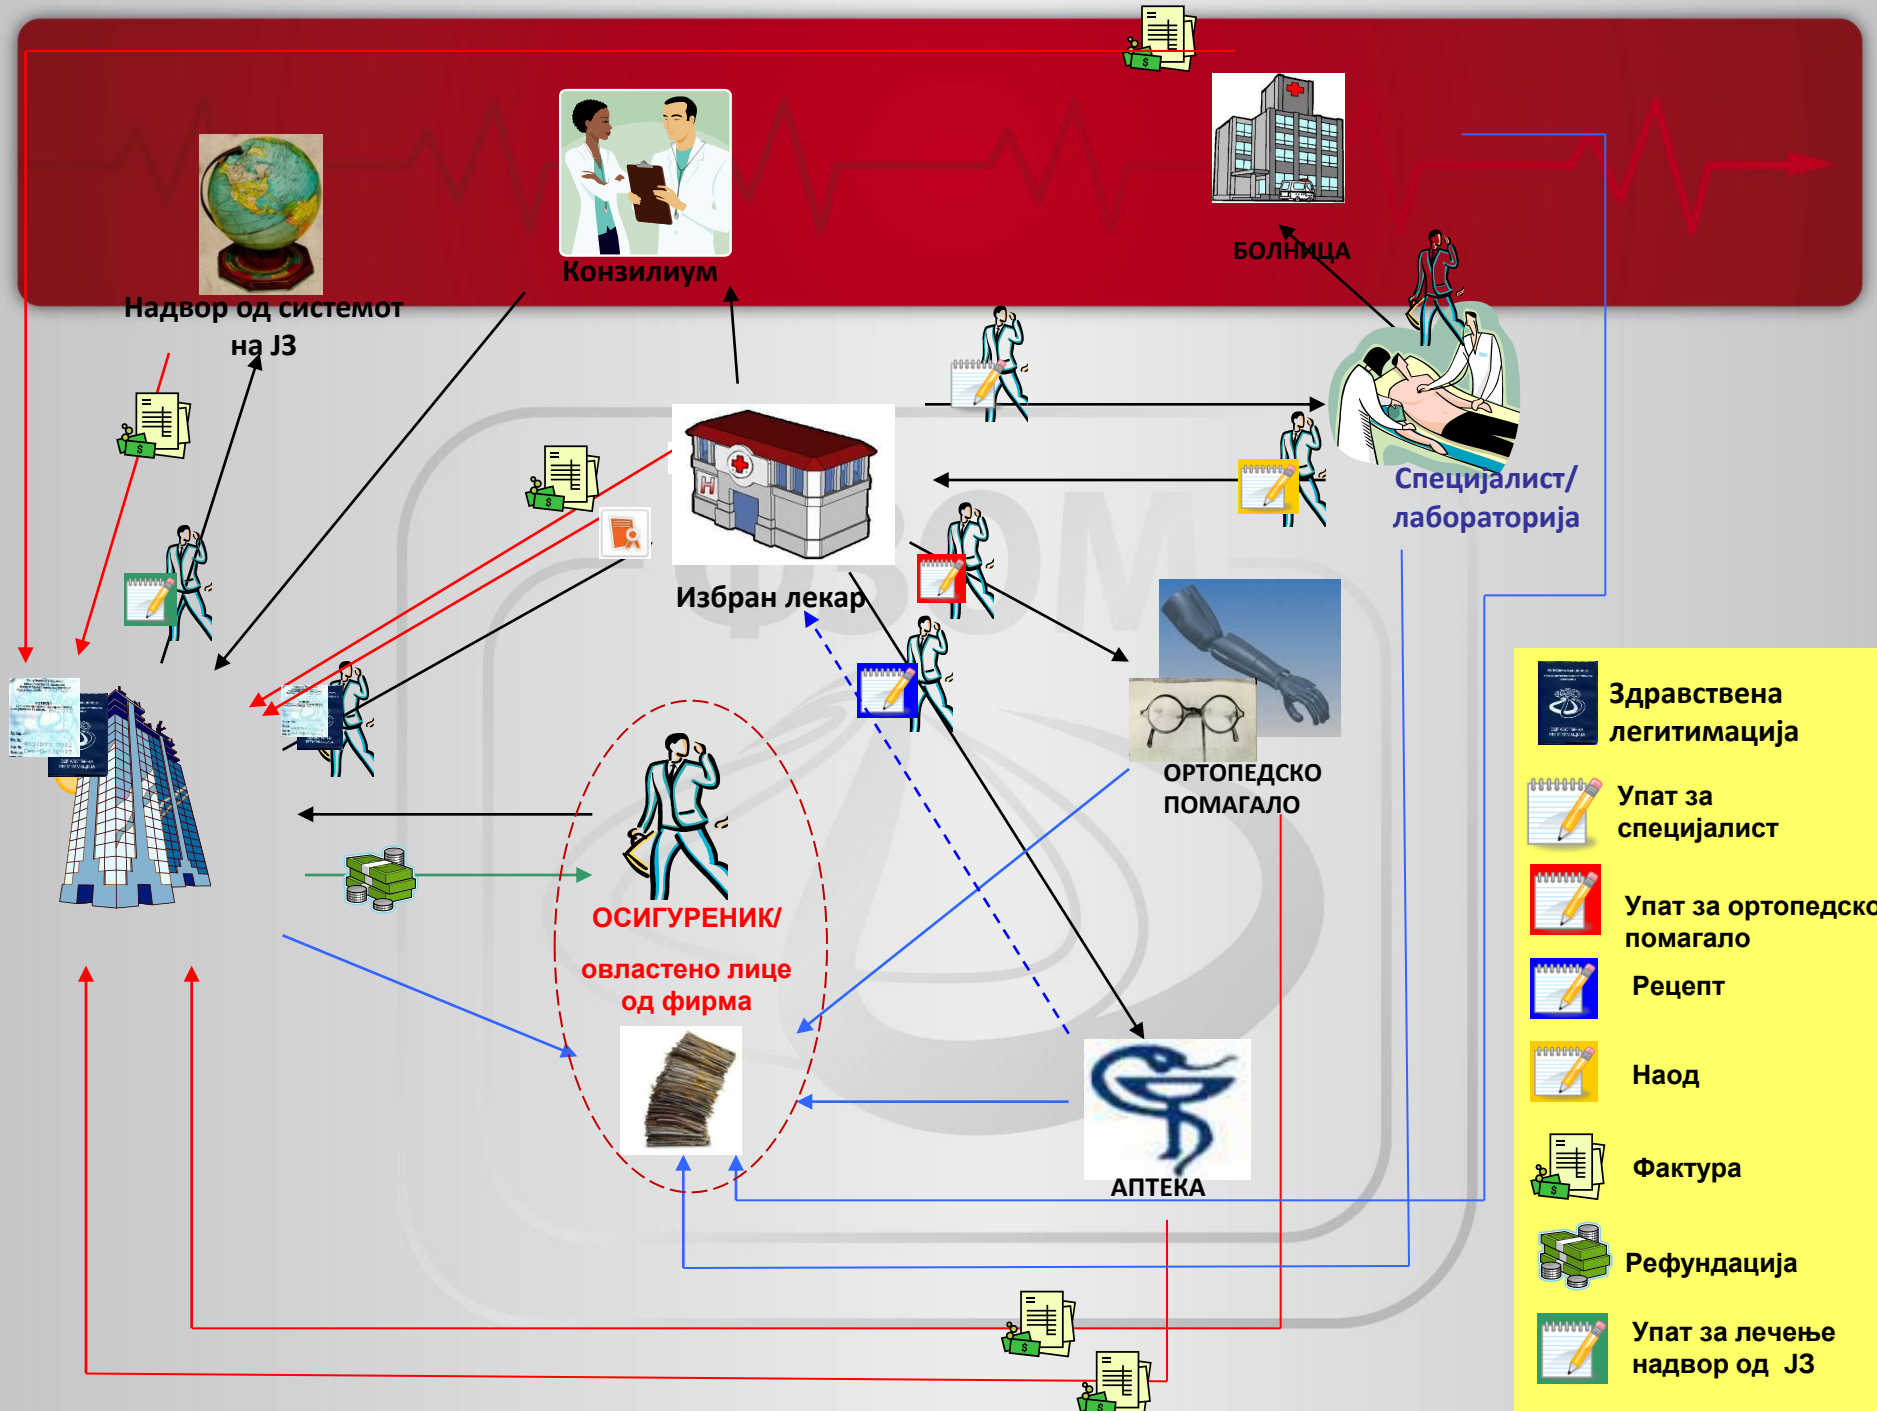 Конзилиум
БОЛНИЦА
Надвор од системот
на ЈЗ
Специјалист/
лабораторија
ФЗОМ
Избран лекар
ОРТОПЕДСКО
ПОМАГАЛО
ОСИГУРЕНИК/
овластено лице
од фирма
АПТЕКА
Здравствена
легитимација
Упат за
специјалист
Упат за ортопедско
помагало
Рецепт
Наод
Фактура
Рефундација
Упат за лечење
надвор од ЈЗ